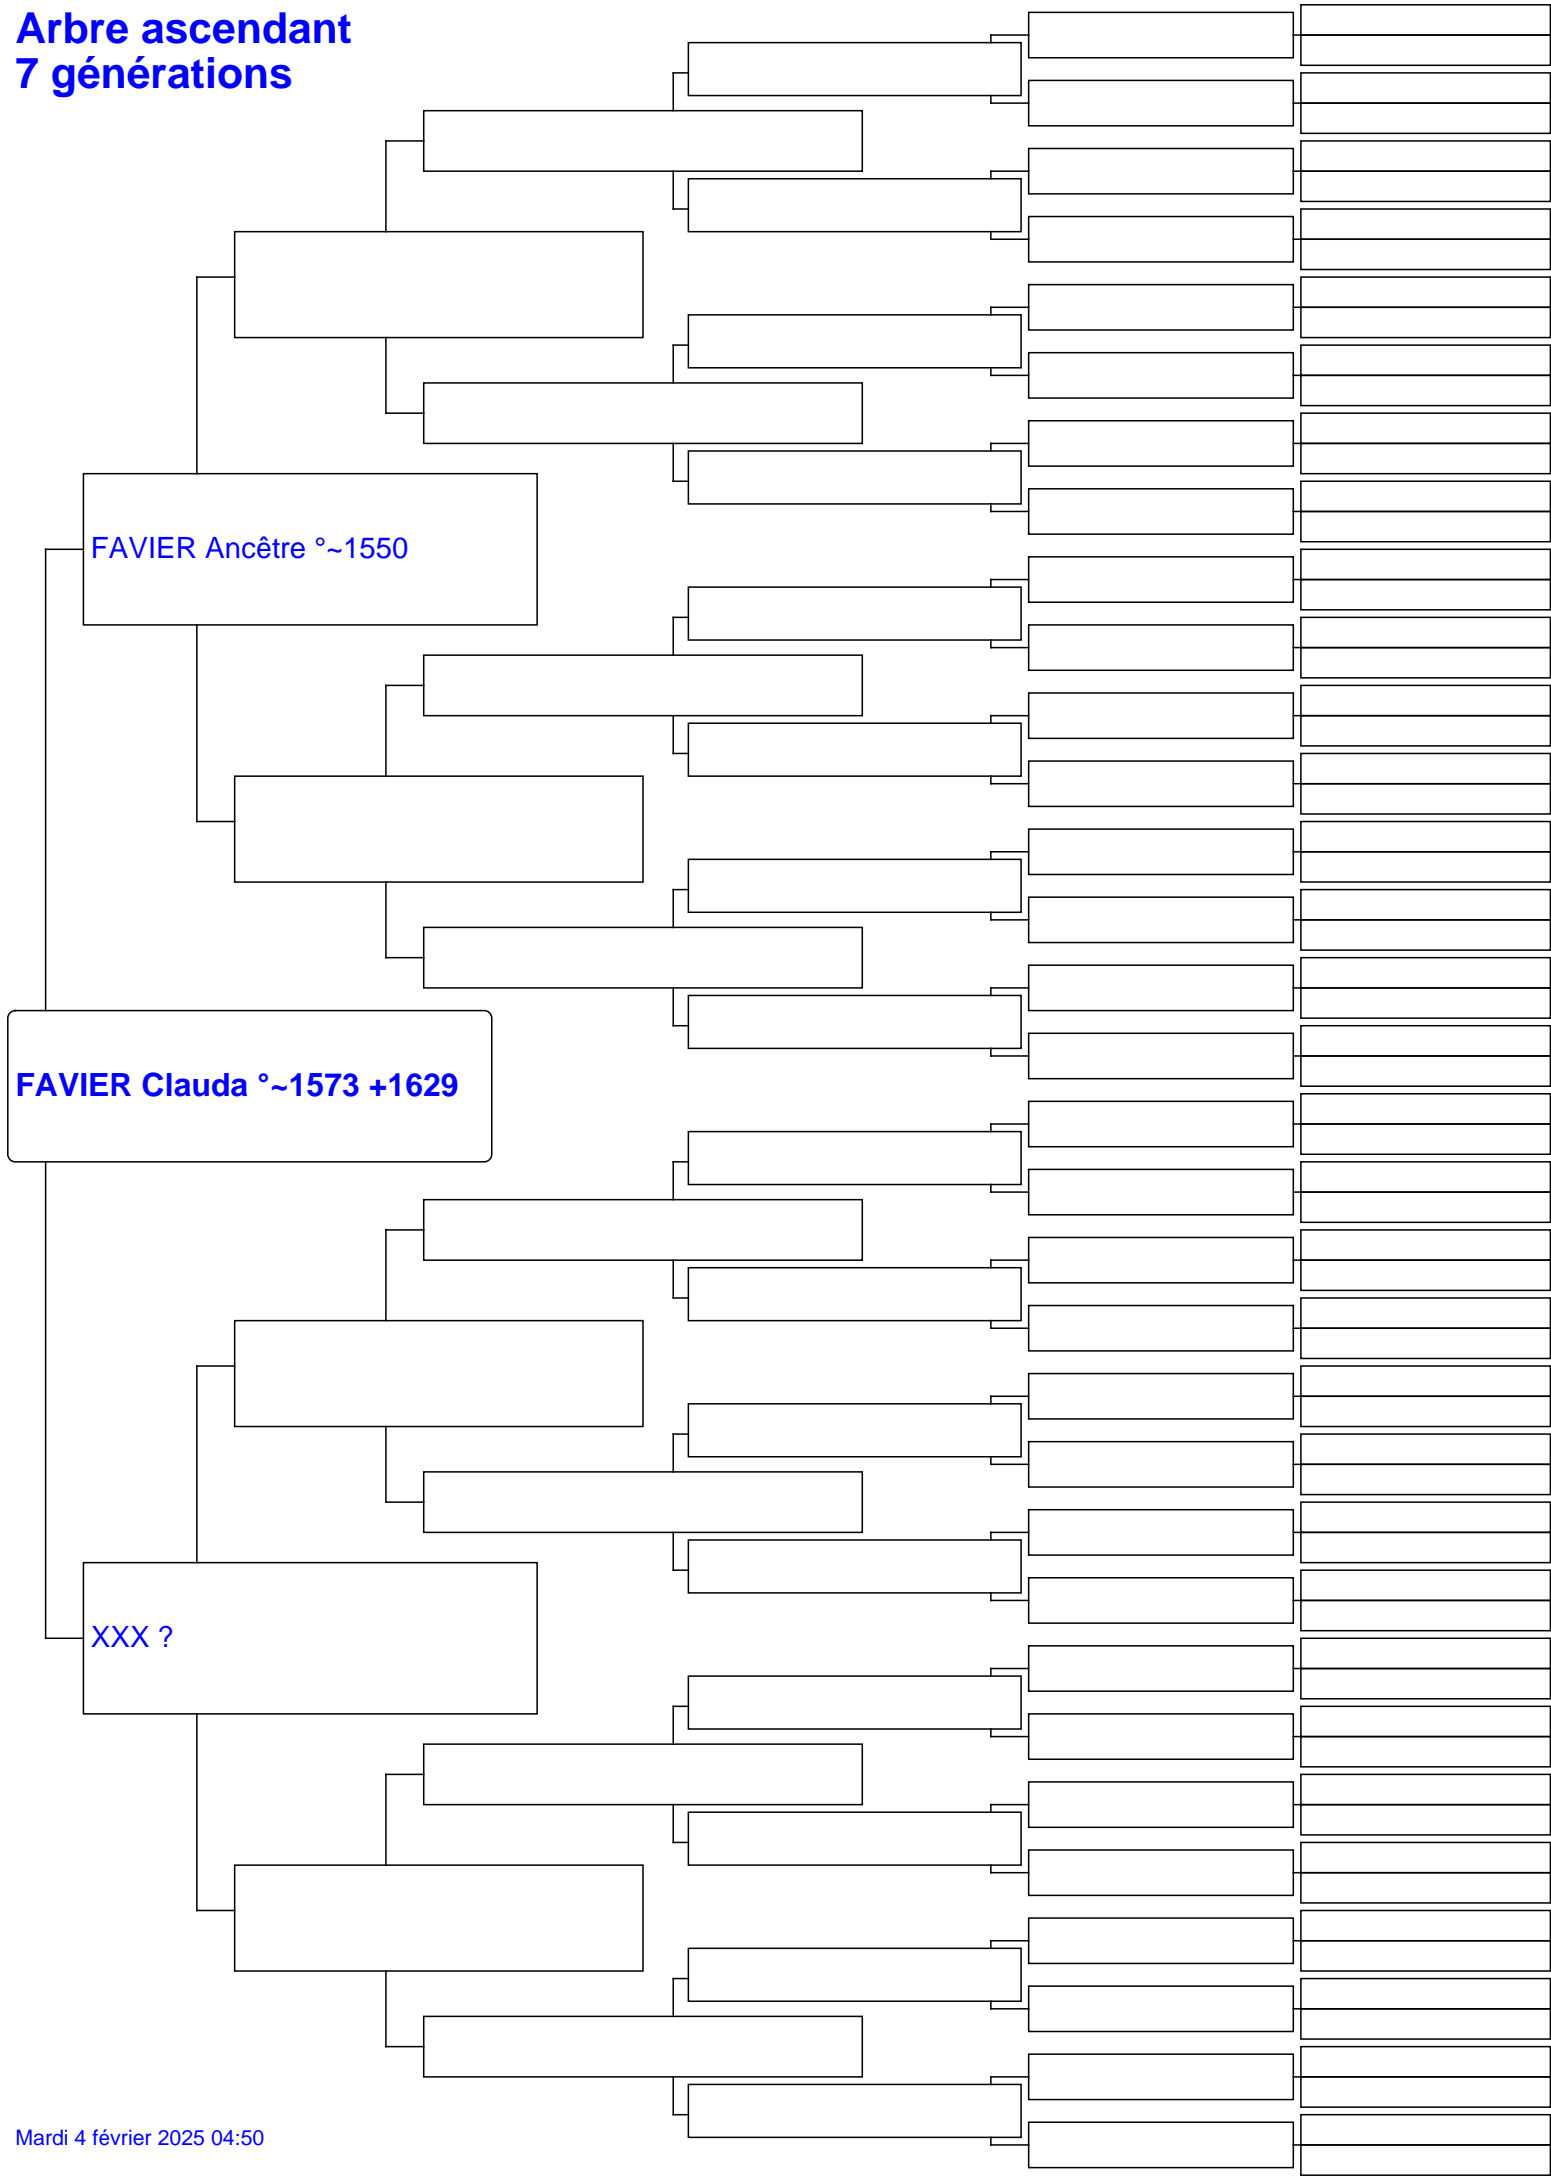 Arbre ascendant
7 générations
FAVIER Ancêtre °~1550
FAVIER Clauda °~1573 +1629
XXX ?
Mardi 4 février 2025 04:50